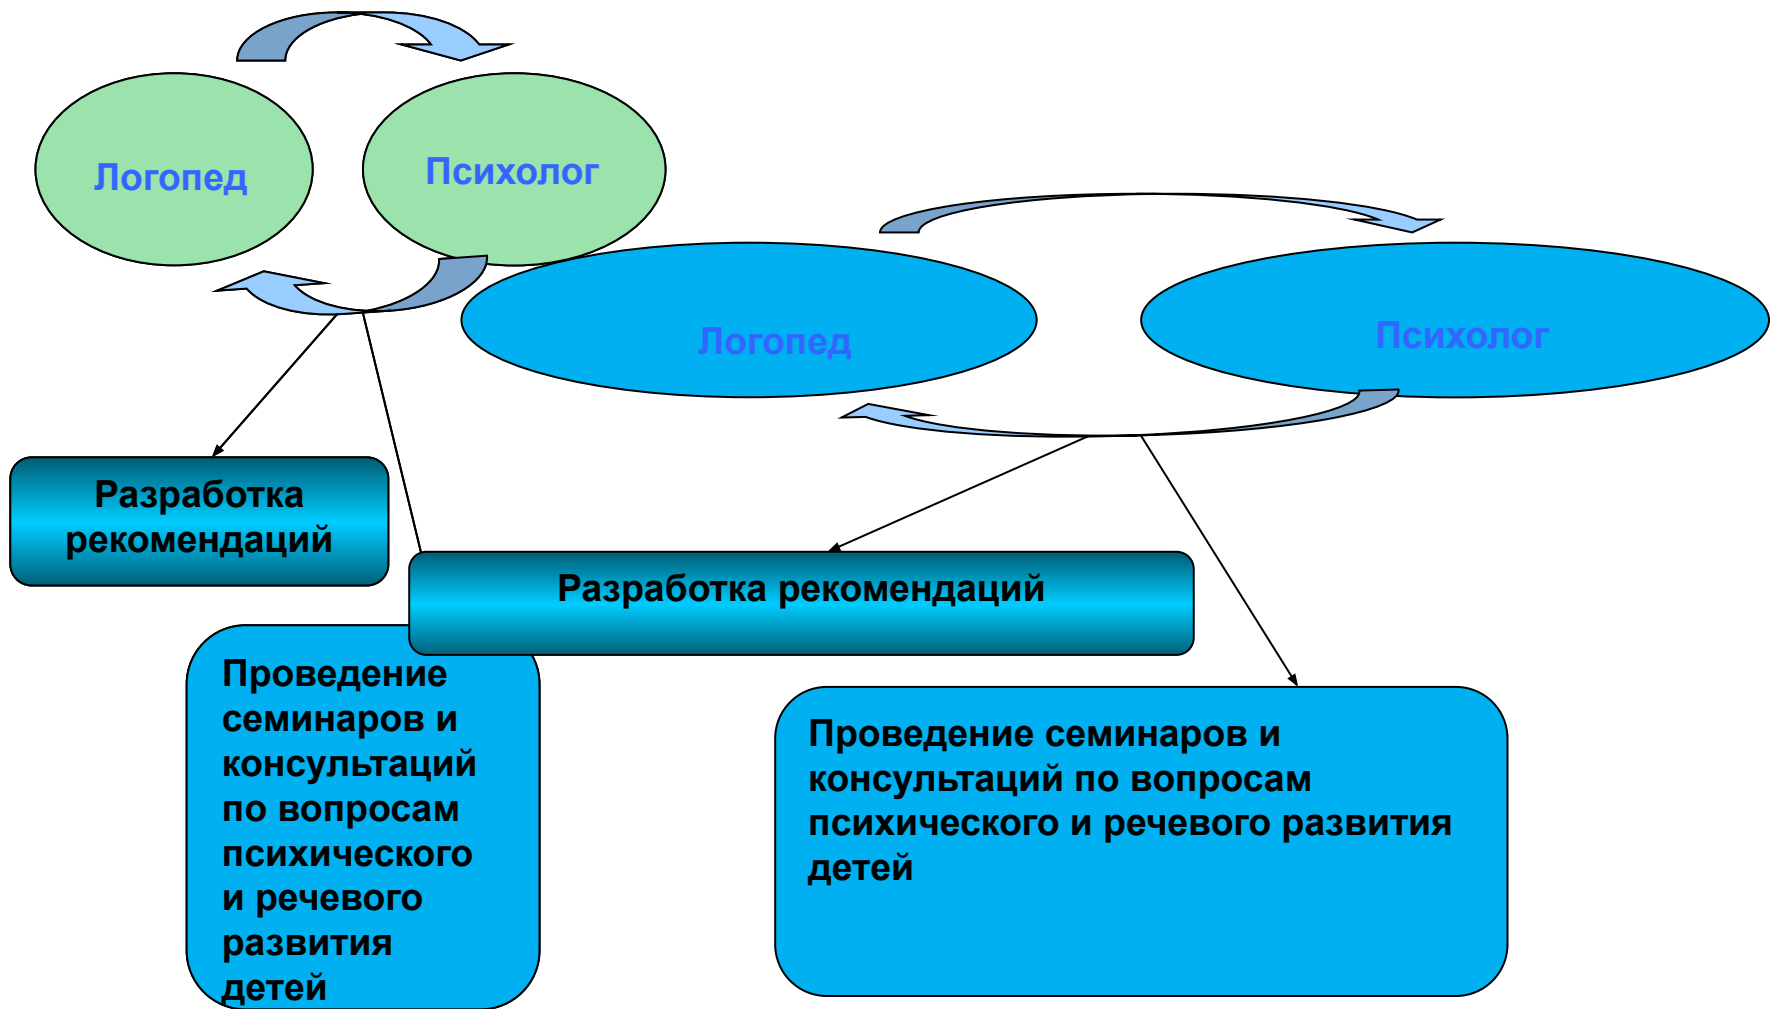 Логопед
Психолог
Логопед
Психолог
Разработка
рекомендаций
Разработка рекомендаций
Проведение
семинаров и
консультаций
по вопросам
психического
и речевого
развития
детей
Проведение семинаров и
консультаций по вопросам
психического и речевого развития
детей